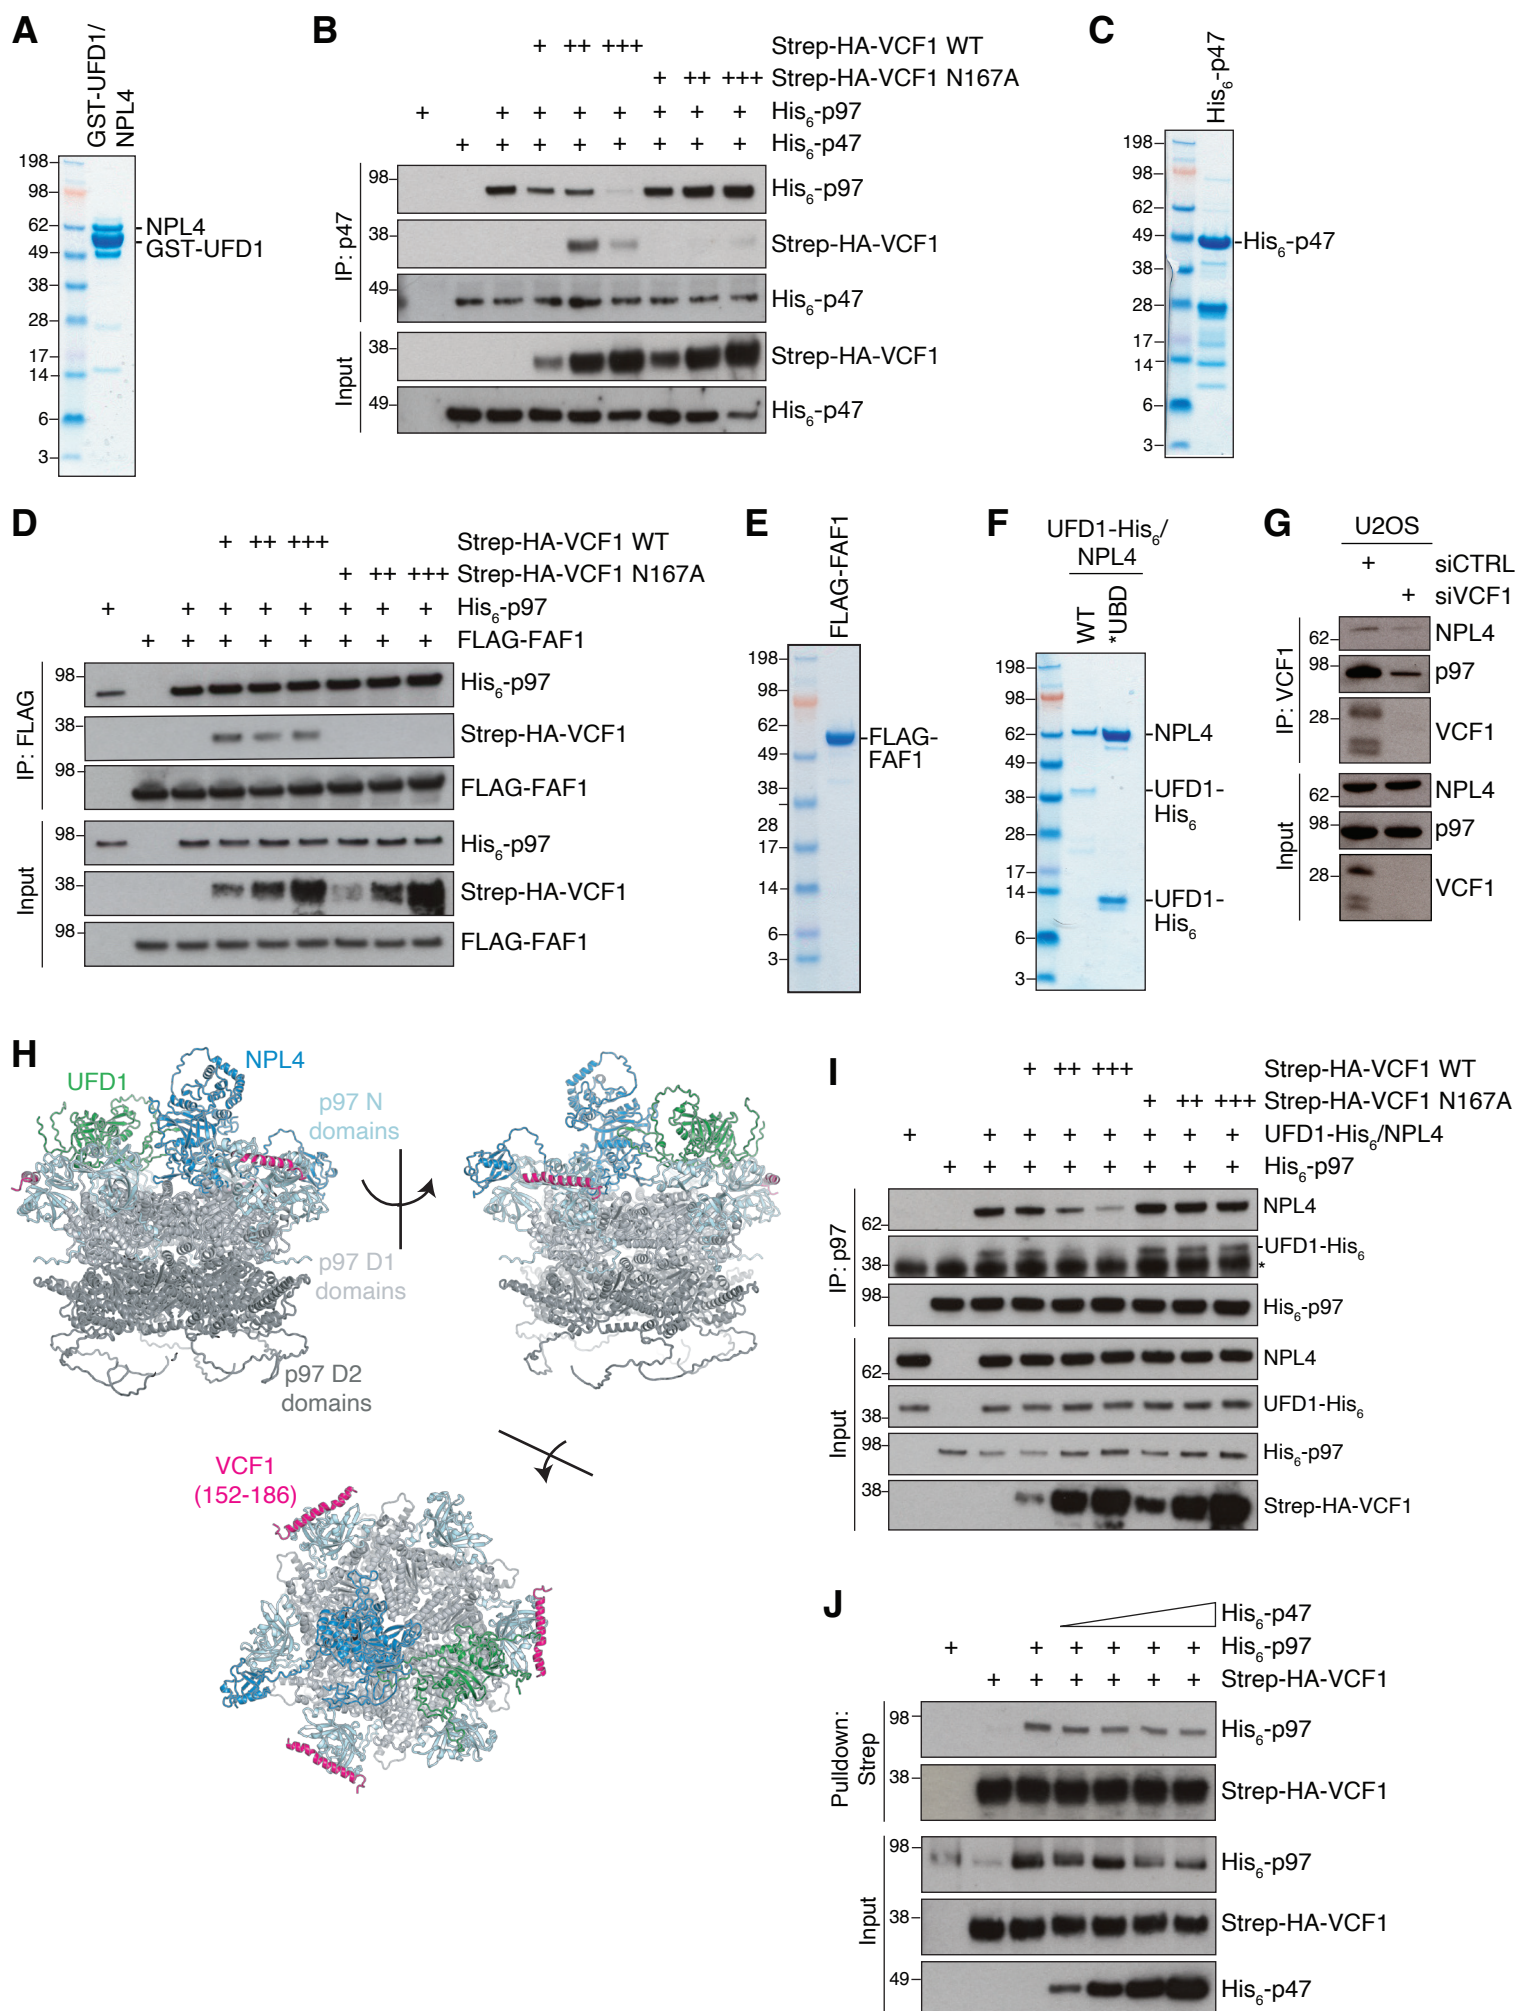 A
GST-UFD1/
NPL4
198
98
62
49
38
28
17
14
6
3
NPL4
GST-UFD1
B
+ ++ +++ Strep-HA-VCF1 WT
+ ++ +++ Strep-HA-VCF1 N167A
+ + + + + + + + His6-p97
+ + + + + + + + His6-p47
IP: p47
98 His6-p97
38 Strep-HA-VCF1
49 His6-p47
Input
38 Strep-HA-VCF1
49 His6-p47
C
His6-p47
198
98
62
49
38
28
17
14
6
3
His6-p47
D
+ ++ +++ Strep-HA-VCF1 WT
+ ++ +++ Strep-HA-VCF1 N167A
+ + + + + + + + His6-p97
+ + + + + + + + FLAG-FAF1
IP: FLAG
98 His6-p97
38 Strep-HA-VCF1
98 FLAG-FAF1
Input
98 His6-p97
38 Strep-HA-VCF1
98 FLAG-FAF1
E
FLAG-FAF1
198
98
62
49
38
28
17
14
6
3
FLAG-
FAF1
F
UFD1-His6/
NPL4
WT
*UBD
198
98
62
49
38
28
17
14
6
3
NPL4
UFD1-
His6
UFD1-
His6
G
U2OS
+ siCTRL
+ siVCF1
IP: VCF1
62 NPL4
98 p97
28 VCF1
Input
62 NPL4
98 p97
28 VCF1
H
NPL4
UFD1
p97 N
domains
p97 D1
domains
p97 D2
domains
VCF1
(152-186)
I
+ ++ +++ Strep-HA-VCF1 WT
+ ++ +++ Strep-HA-VCF1 N167A
+ + + + + + + + UFD1-His6/NPL4
+ + + + + + + + His6-p97
IP: p97
62 NPL4
UFD1-His6
38 *
98 His6-p97
Input
62 NPL4
38 UFD1-His6
98 His6-p97
38 Strep-HA-VCF1
J
His6-p47
+ + + + + + His6-p97
+ + + + + + Strep-HA-VCF1
Pulldown:
Strep
98 His6-p97
38 Strep-HA-VCF1
Input
98 His6-p97
38 Strep-HA-VCF1
49 His6-p47